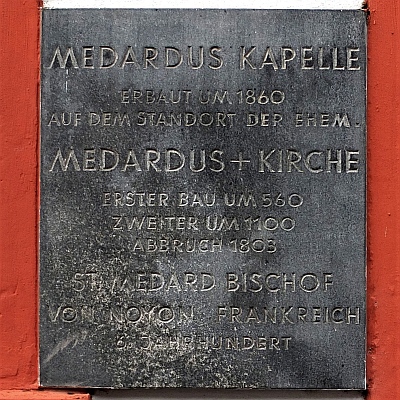 MEDARDUS KAPELLE
ERBAUT UM 1860
AUF DEM STANDORT DER EHEM.
MEDARDUS + KIRCHE
ERSTER BAU UM 560
ZWEITER UM 1100
ABBRUCH 1803
ST. MEDARD BISCHOF
VON NOYON FRANKREICH
6. JAHRHUNDERT